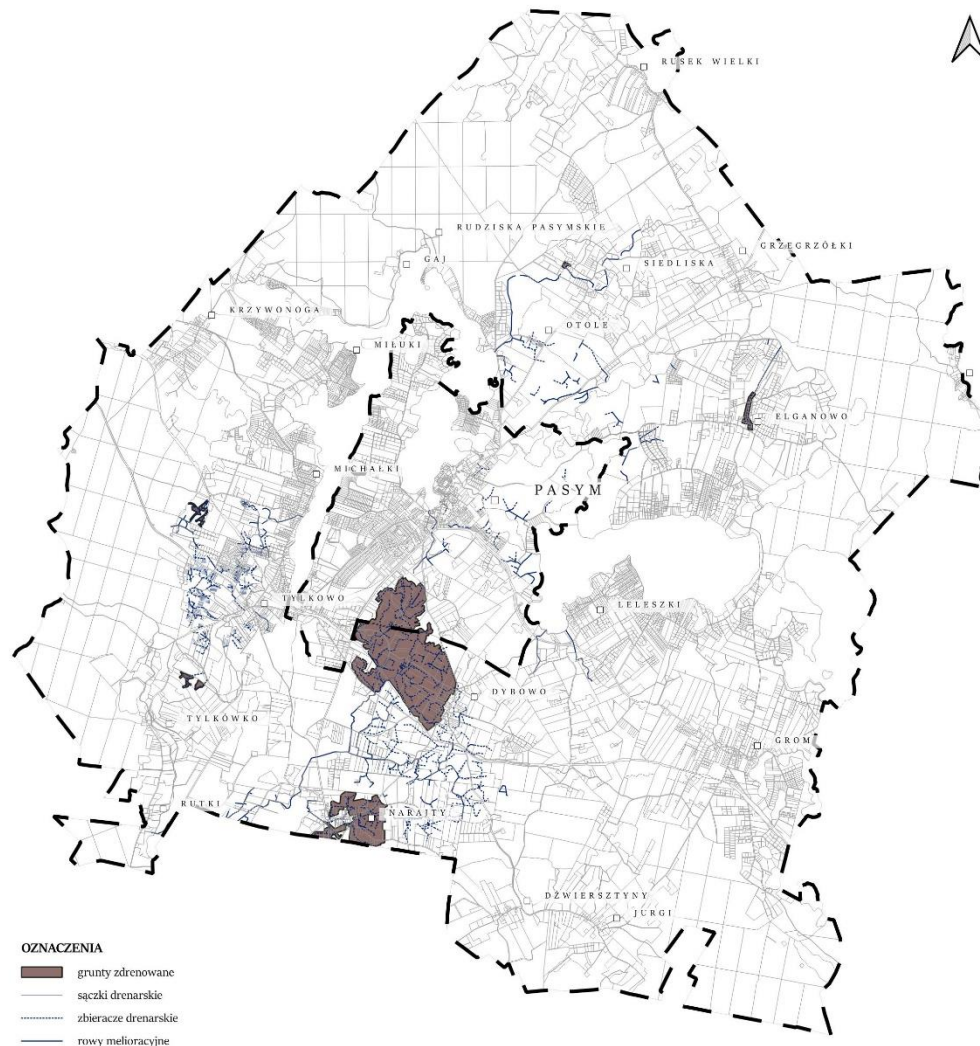 RUSEK WIELKI
RUDZISKA PASYMSKIE
GRZEGRZÓŁKI
GAJ
SIEDLISKA
KRZYWONOGA
OTOLE
MIŁUKI
ELGANOWO
MICHAŁKI
PASYM
TYLKOWO
LELESZKI
DYBOWO
TYLKÓWKO
GROM
RUTKI
NARAJTY
DŹWIERSZTYNY
JURGI
OZNACZENIA
grunty zdrenowane
sączki drenarskie
zbieracze drenarskie
rowy melioracyjne